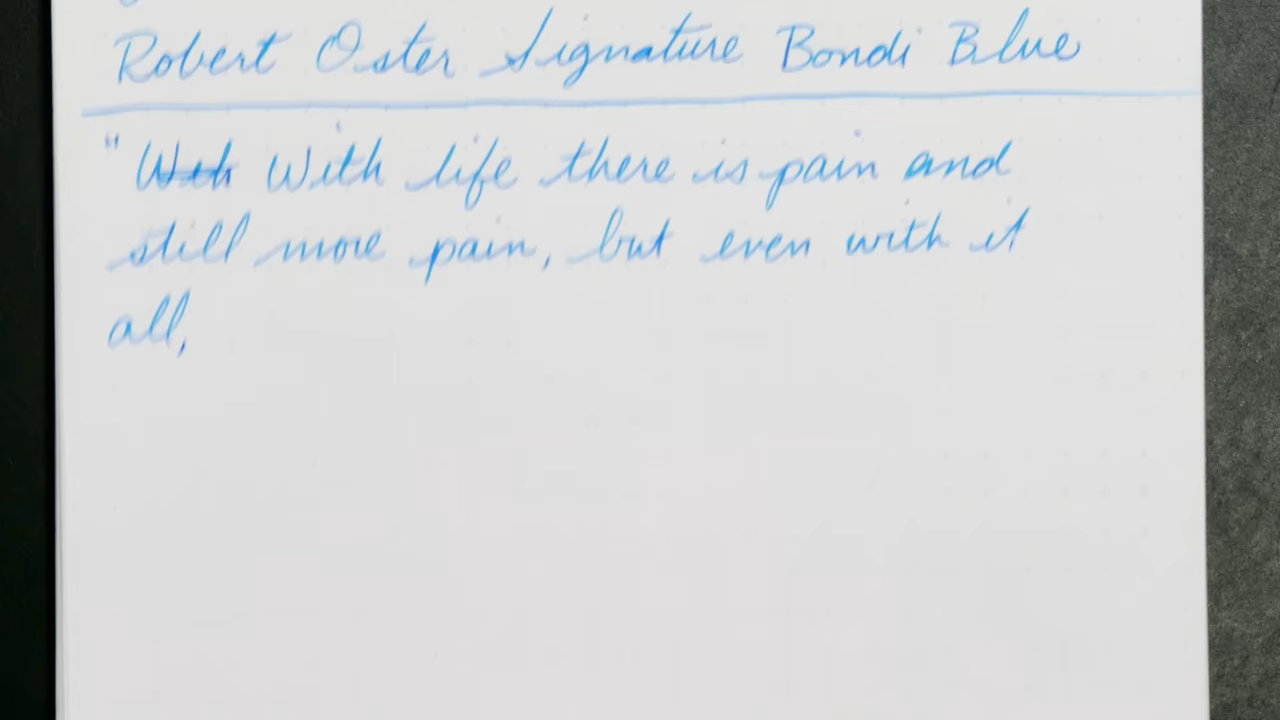 Robert Oster Signature Bondi Blue
"With life there is pain and
still more pain, but even with it
all,